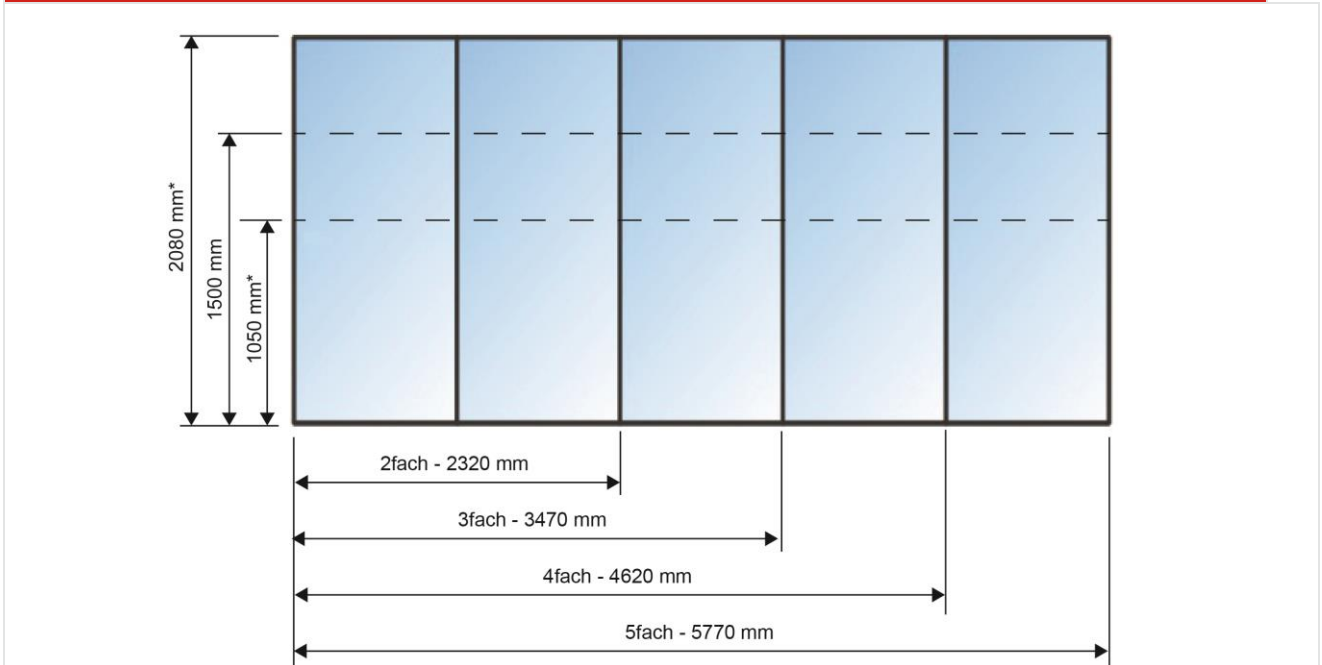 2080 mm*
1500 mm
1050 mm*
2fach - 2320 mm
3fach - 3470 mm
4fach - 4620 mm
5fach - 5770 mm